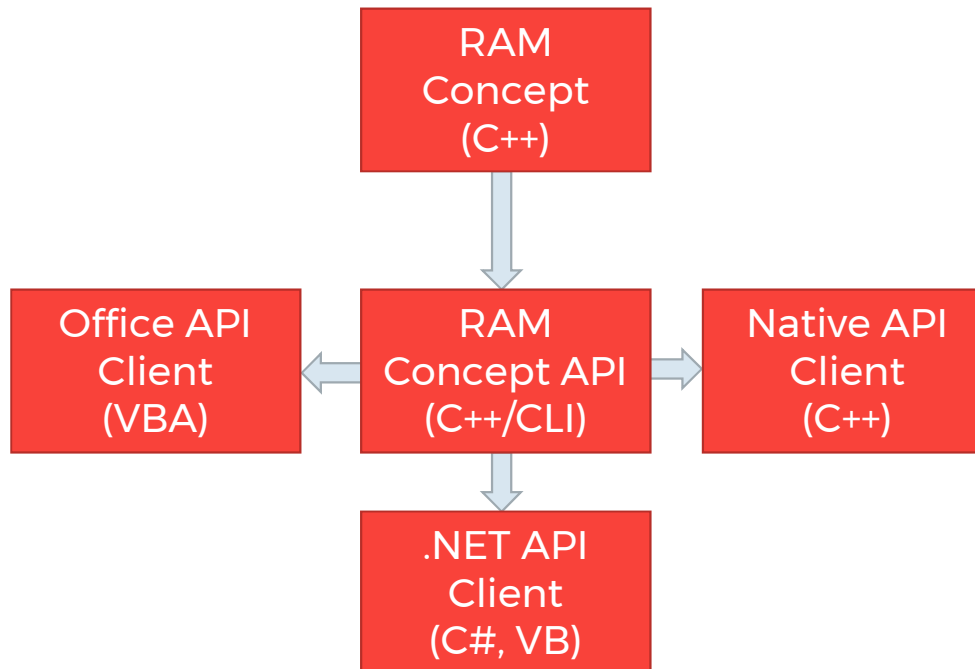 RAM
Concept
(C++)
Office API
Client
(VBA)
RAM
Concept API
(C++/CLI)
Native API
Client
(C++)
.NET API
Client
(C#, VB)